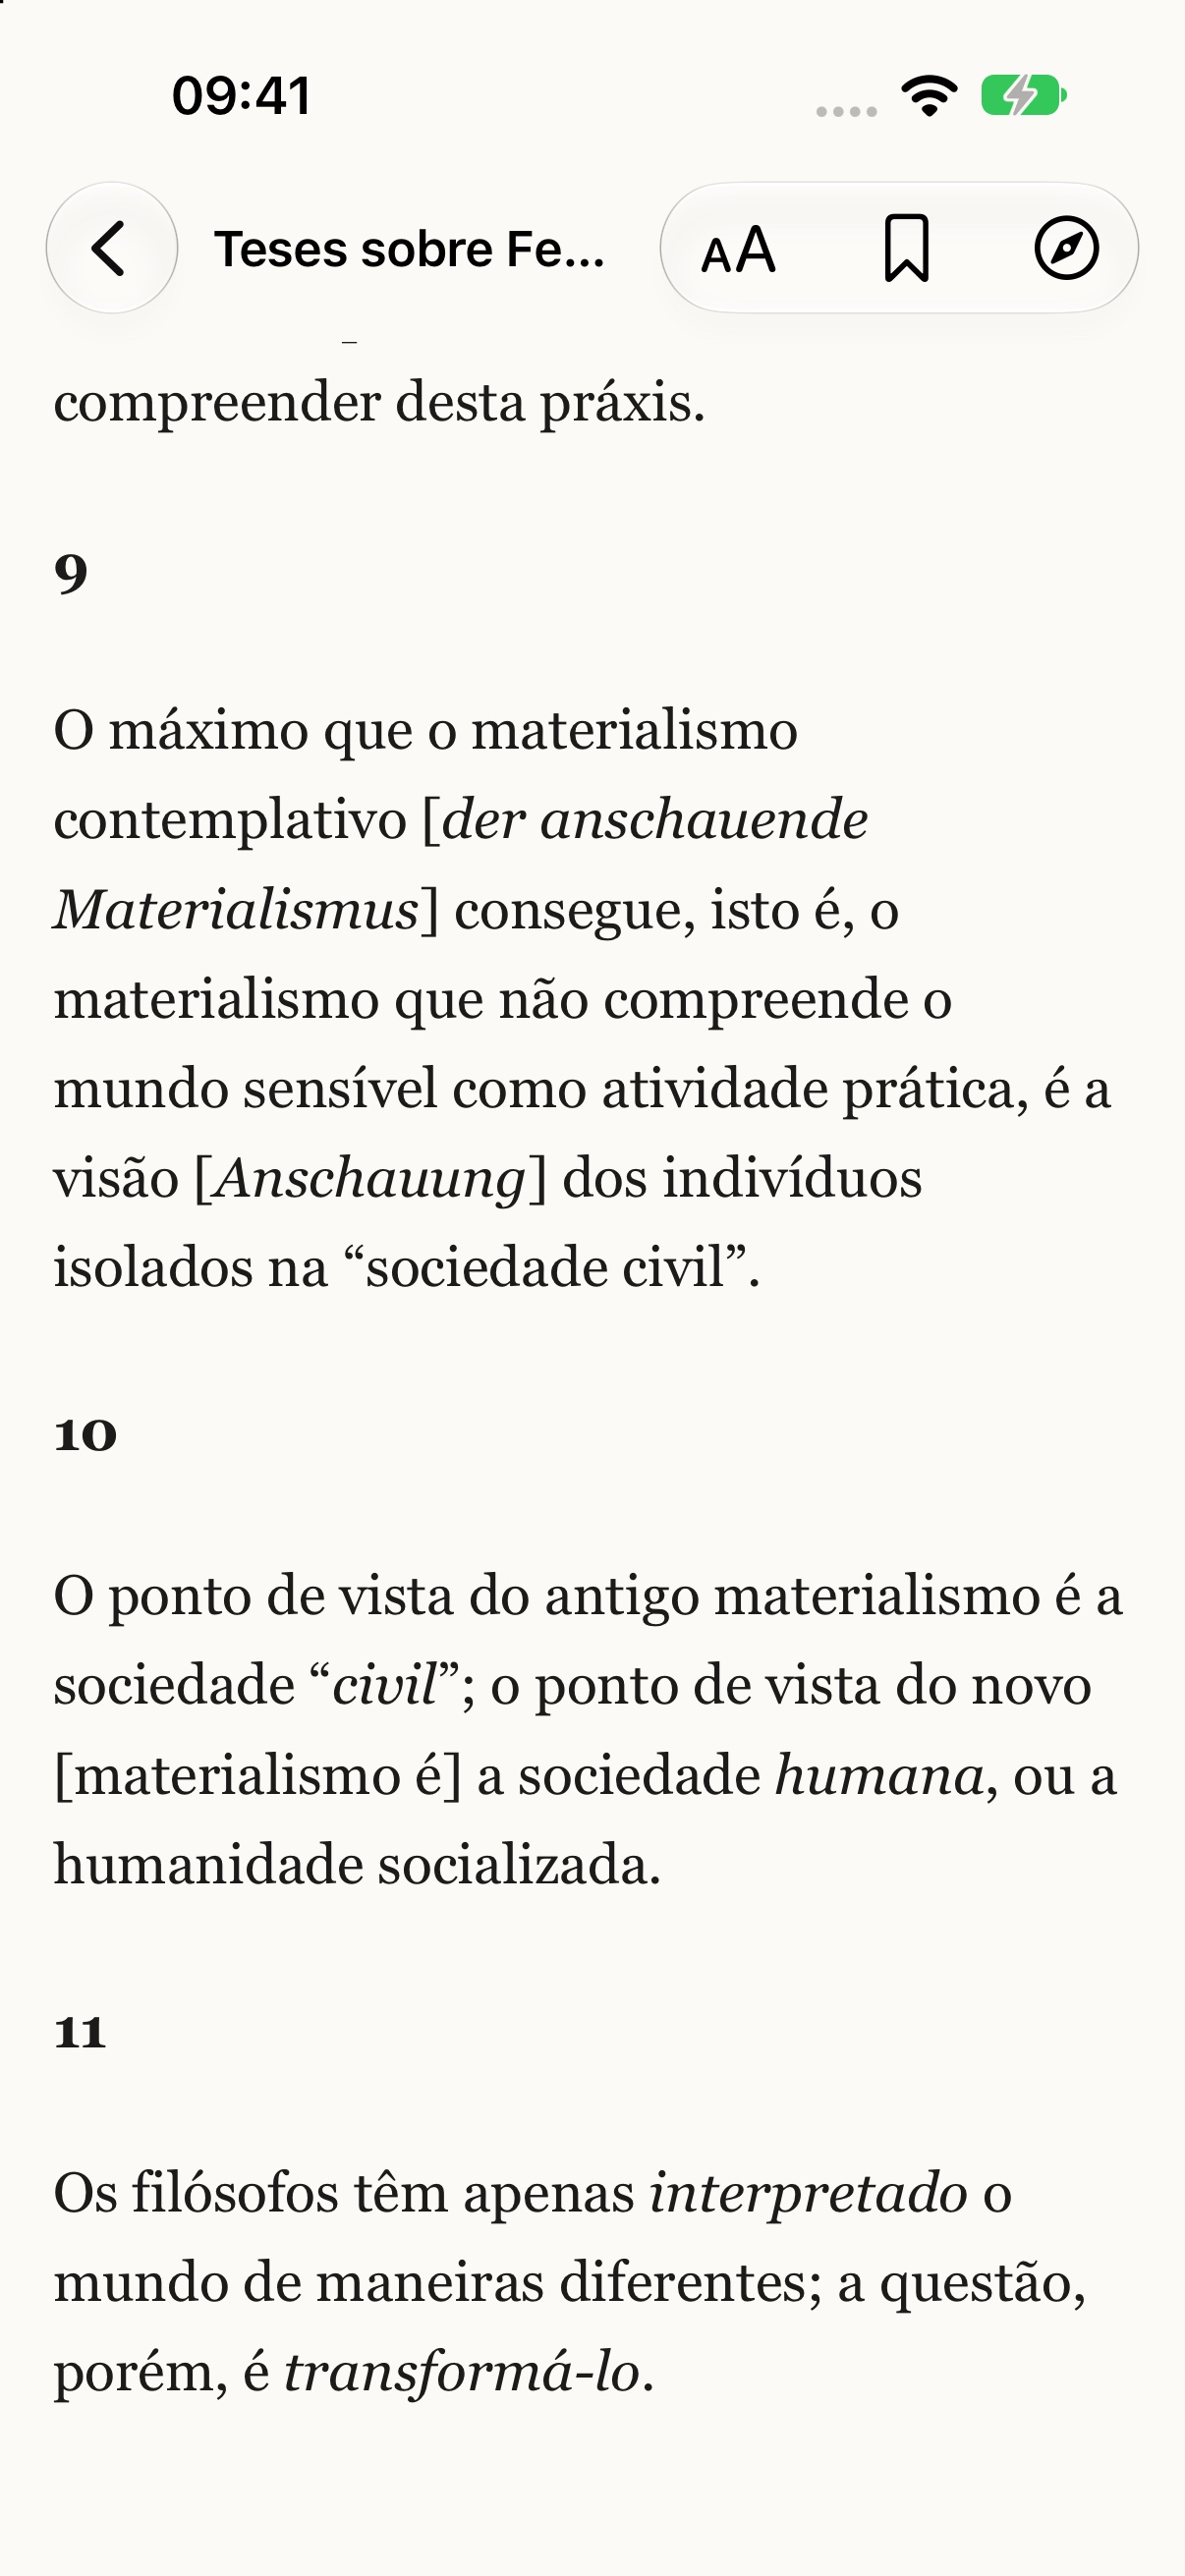 09:41
Teses sobre Fe...
AA
compreender desta práxis.
9
O máximo que o materialismo
contemplativo [der anschauende
Materialismus] consegue, isto é, o
materialismo que não compreende o
mundo sensível como atividade prática, é a
visão [Anschauung] dos indivíduos
isolados na “sociedade civil”.
10
O ponto de vista do antigo materialismo é a
sociedade “civil”; o ponto de vista do novo
[materialismo é] a sociedade humana, ou a
humanidade socializada.
11
Os filósofos têm apenas interpretado o
mundo de maneiras diferentes; a questão,
porém, é transformá-lo.